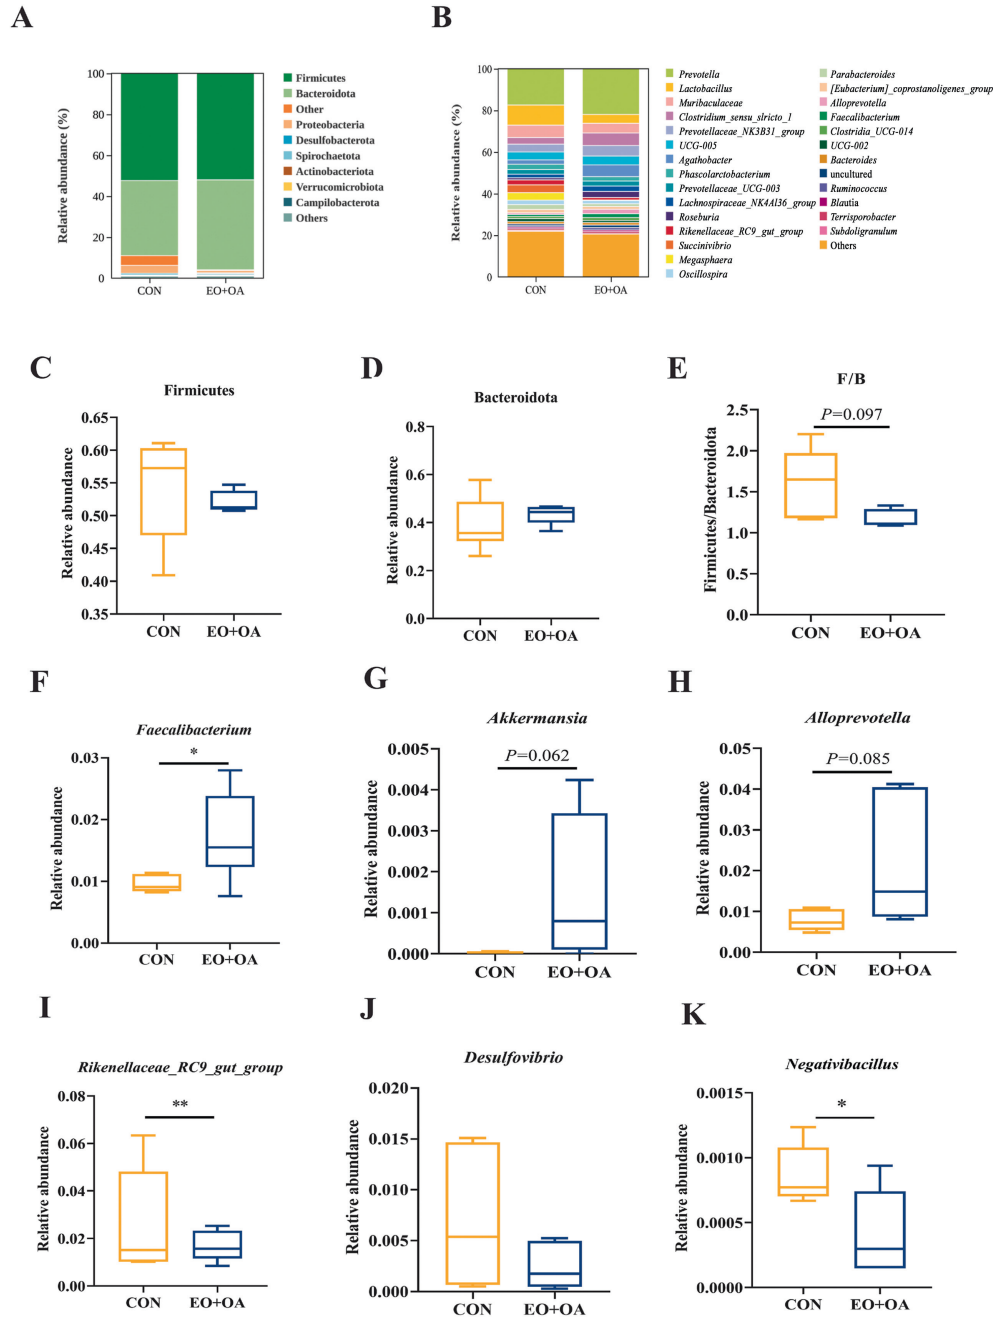 A
Relative abundance (%)
100
80
60
40
20
0
CON
EO+OA
Firmicutes
Bacteroidota
Other
Proteobacteria
Desulfobacterota
Spirochaetota
Actinobacteriota
Verrucomicrobiota
Campilobacterota
Others
B
Relative abundance (%)
100
80
60
40
20
0
CON
EO+OA
Prevotella
Lactobacillus
Muribaculaceae
Clostridium_sensu_slricto_1
Prevotellaceae_NK3B31_group
UCG-005
Agathobacter
Phascolarctobacterium
Prevotellaceae_UCG-003
Lachnospiraceae_NK4AI36_group
Roseburia
Rikenellaceae_RC9_gut_group
Succinivibrio
Megasphaera
Oscillospira
Parabacteroides
[Eubacterium]_coprostanoligenes_group
Alloprevotella
Faecalibacterium
Clostridia_UCG-014
UCG-002
Bacteroides
uncultured
Ruminococcus
Blautia
Terrisporobacter
Subdoligranulum
Others
C
Firmicutes
Relative abundance
0.65
0.60
0.55
0.50
0.45
0.40
0.35
CON
EO+OA
D
Bacteroidota
Relative abundance
0.8
0.6
0.4
0.2
0.0
CON
EO+OA
E
F/B
P=0.097
Firmicutes/Bacteroidota
2.5
2.0
1.5
1.0
0.5
0.0
CON
EO+OA
F
Faecalibacterium
*
Relative abundance
0.03
0.02
0.01
0.00
CON
EO+OA
G
Akkermansia
P=0.062
Relative abundance
0.005
0.004
0.003
0.002
0.001
0.000
CON
EO+OA
H
Alloprevotella
P=0.085
Relative abundance
0.05
0.04
0.03
0.02
0.01
0.00
CON
EO+OA
I
Rikenellaceae_RC9_gut_group
**
Relative abundance
0.08
0.06
0.04
0.02
0.00
CON
EO+OA
J
Desulfovibrio
Relative abundance
0.020
0.015
0.010
0.005
0.000
CON
EO+OA
K
Negativibacillus
*
Relative abundance
0.0015
0.0010
0.0005
0.0000
CON
EO+OA